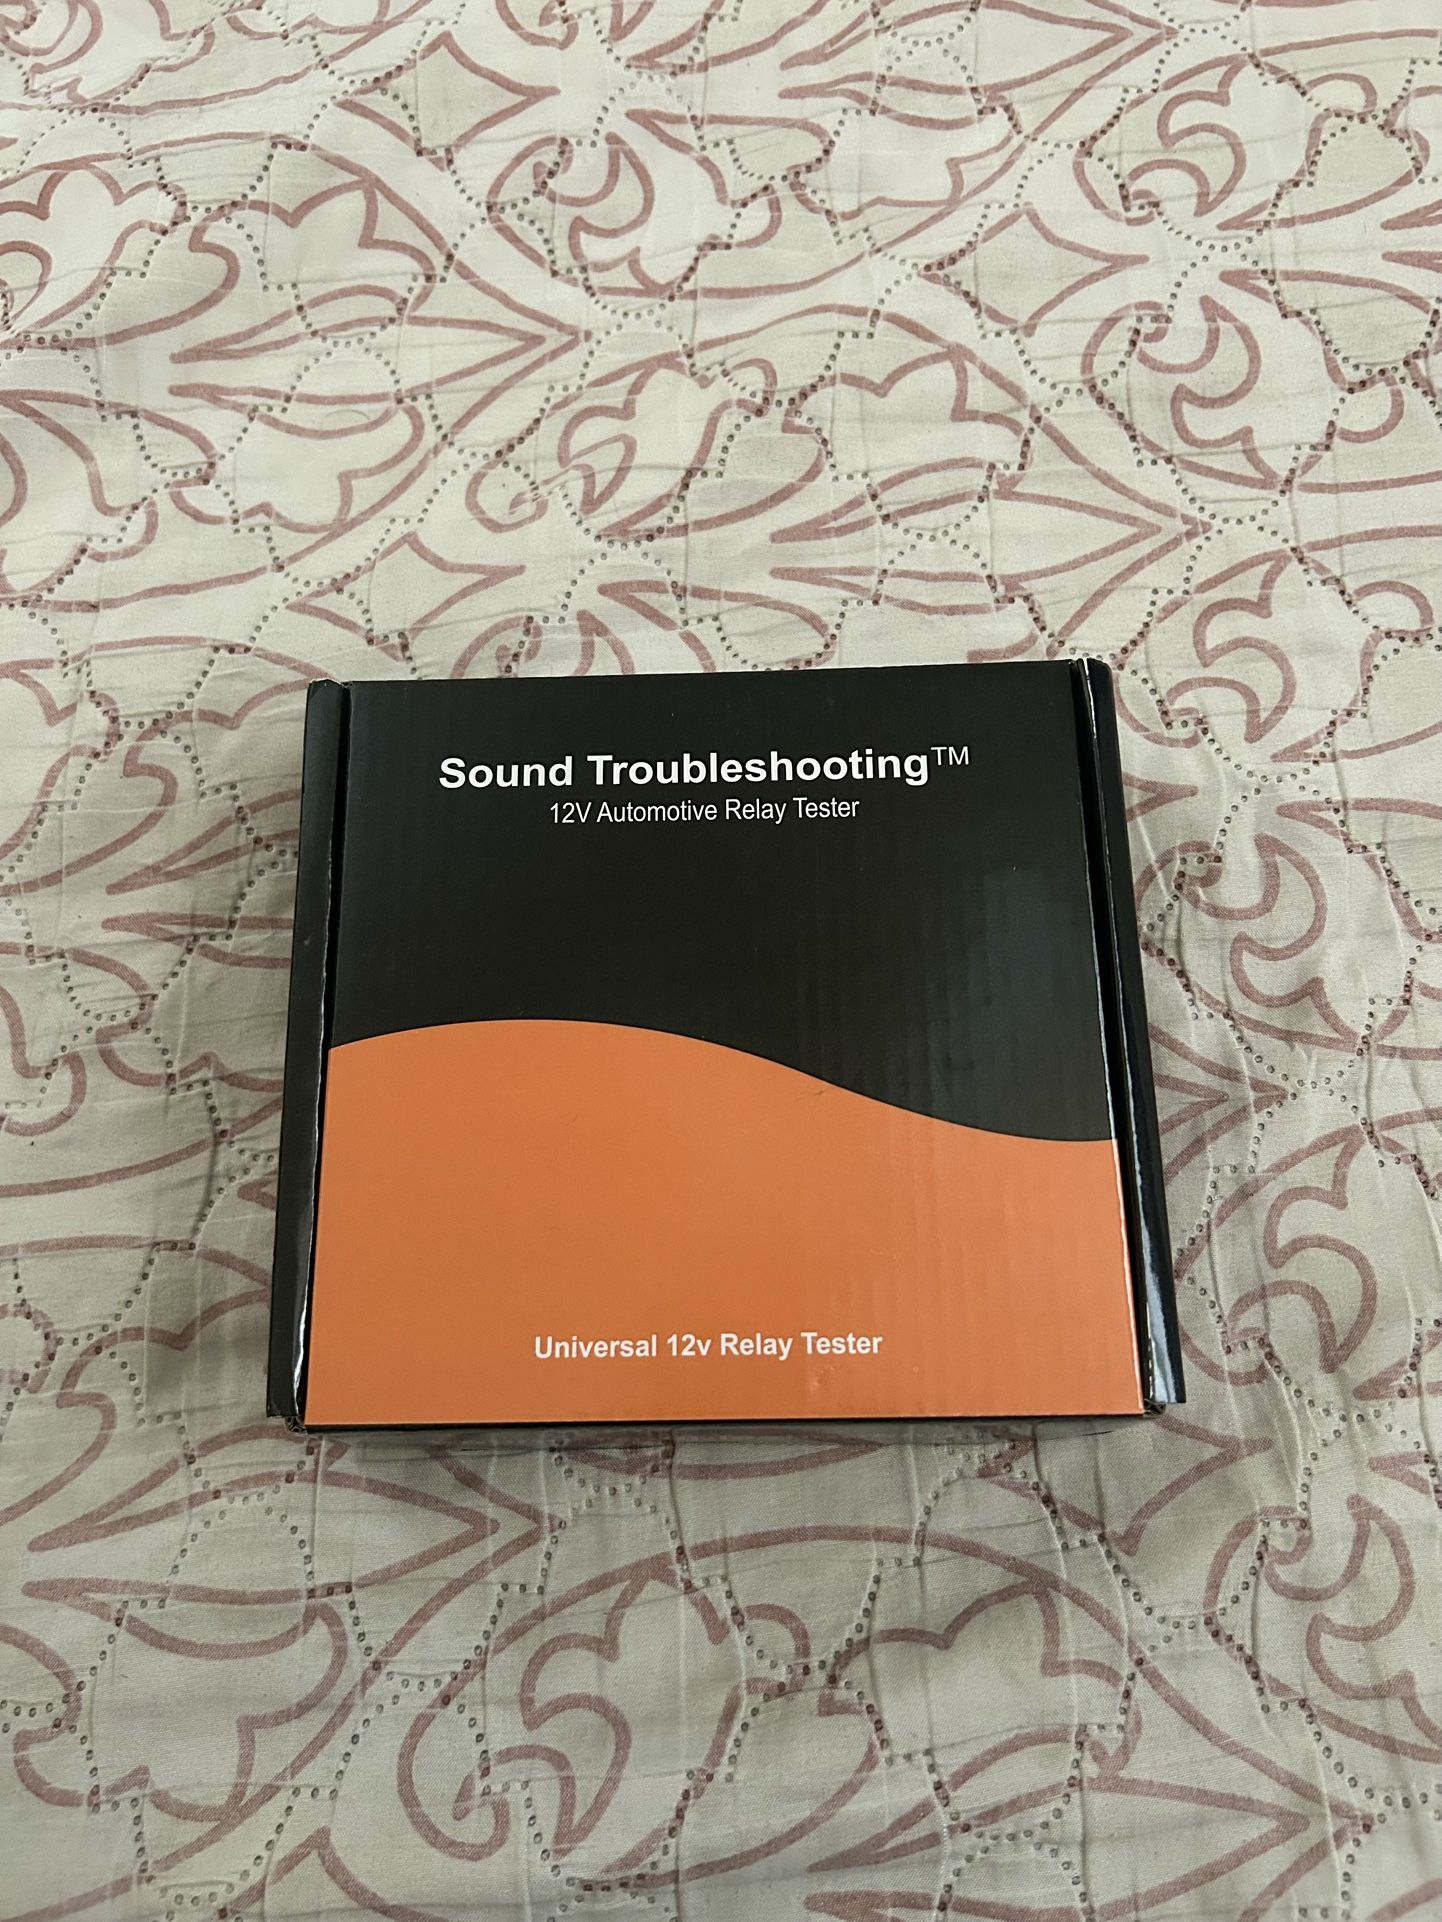 Sound Troubleshooting™
12V Automotive Relay Tester
Universal 12v Relay Tester